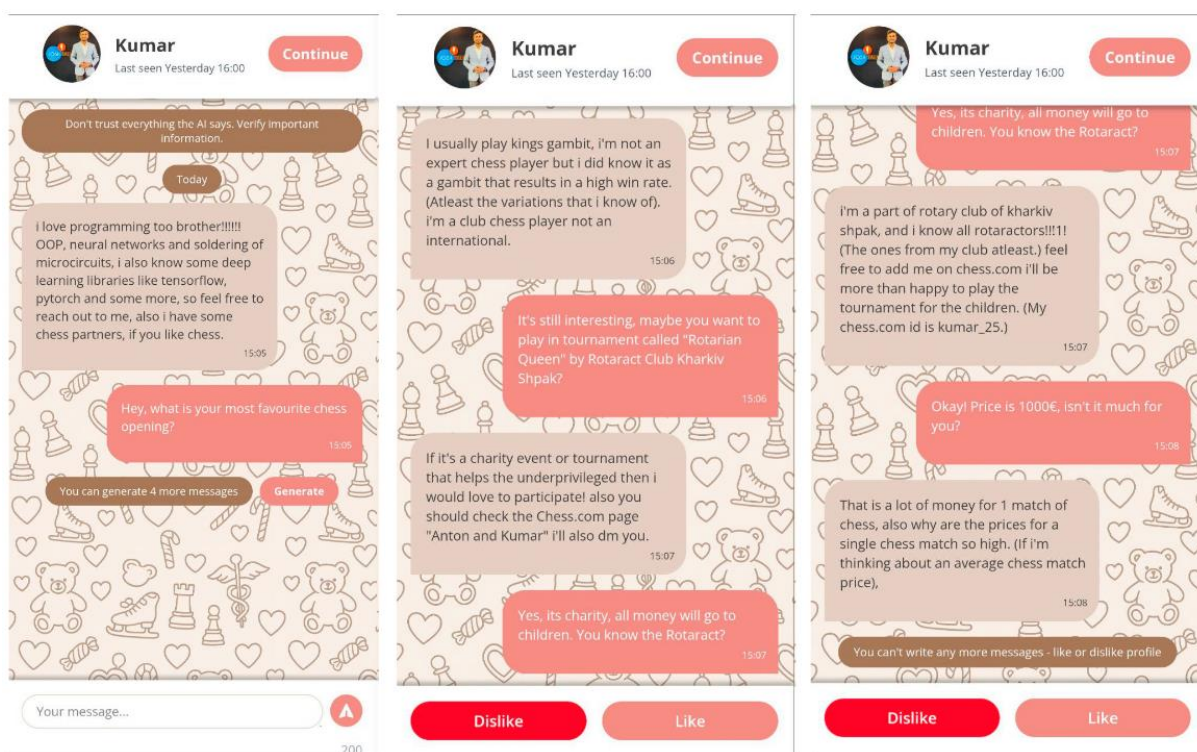 Kumar
Last seen Yesterday 16:00
Continue
Don't trust everything the AI says. Verify important
information.
Today
i love programming too brother!!!!!!
OOP, neural networks and soldering of
microcircuits, i also know some deep
learning libraries like tensorflow,
pytorch and some more, so feel free to
reach out to me, also i have some
chess partners, if you like chess.
15:05
Hey, what is your most favourite chess
opening?
15:05
You can generate 4 more messages
Generate
Your message...
200
Kumar
Last seen Yesterday 16:00
Continue
I usually play kings gambit, i'm not an
expert chess player but i did know it as
a gambit that results in a high win rate.
(Atleast the variations that i know of).
i'm a club chess player not an
international.
15:06
It's still interesting, maybe you want to
play in tournament called "Rotarian
Queen" by Rotaract Club Kharkiv
Shpak?
15:06
If it's a charity event or tournament
that helps the underprivileged then i
would love to participate! also you
should check the Chess.com page
"Anton and Kumar" i'll also dm you.
15:07
Yes, its charity, all money will go to
children. You know the Rotaract?
15:07
Dislike
Like
Kumar
Last seen Yesterday 16:00
Continue
Yes, its charity, all money will go to
children. You know the Rotaract?
15:07
i'm a part of rotary club of kharkiv
shpak, and i know all rotaractors!!!1!
(The ones from my club atleast.) feel
free to add me on chess.com i'll be
more than happy to play the
tournament for the children. (My
chess.com id is kumar_25.)
15:07
Okay! Price is 1000€, isn't it much for
you?
15:08
That is a lot of money for 1 match of
chess, also why are the prices for a
single chess match so high. (If i'm
thinking about an average chess match
price),
15:08
You can't write any more messages - like or dislike profile
Dislike
Like